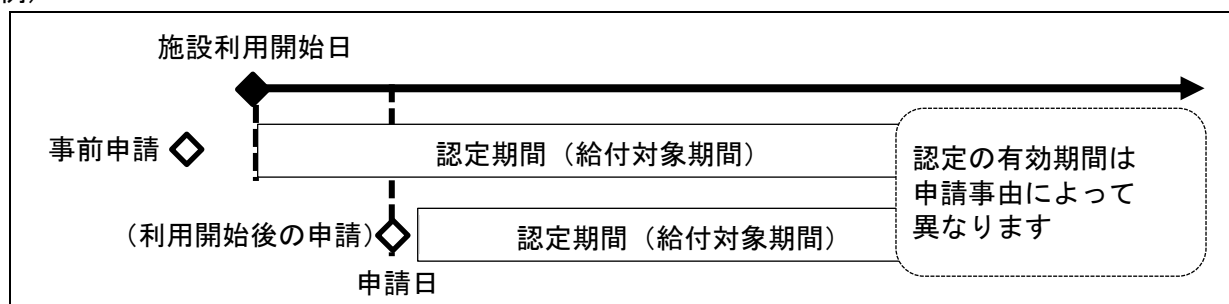 施設利用開始日
事前申請
認定期間（給付対象期間）
認定の有効期間は
申請事由によって
異なります
（利用開始後の申請）
認定期間（給付対象期間）
申請日